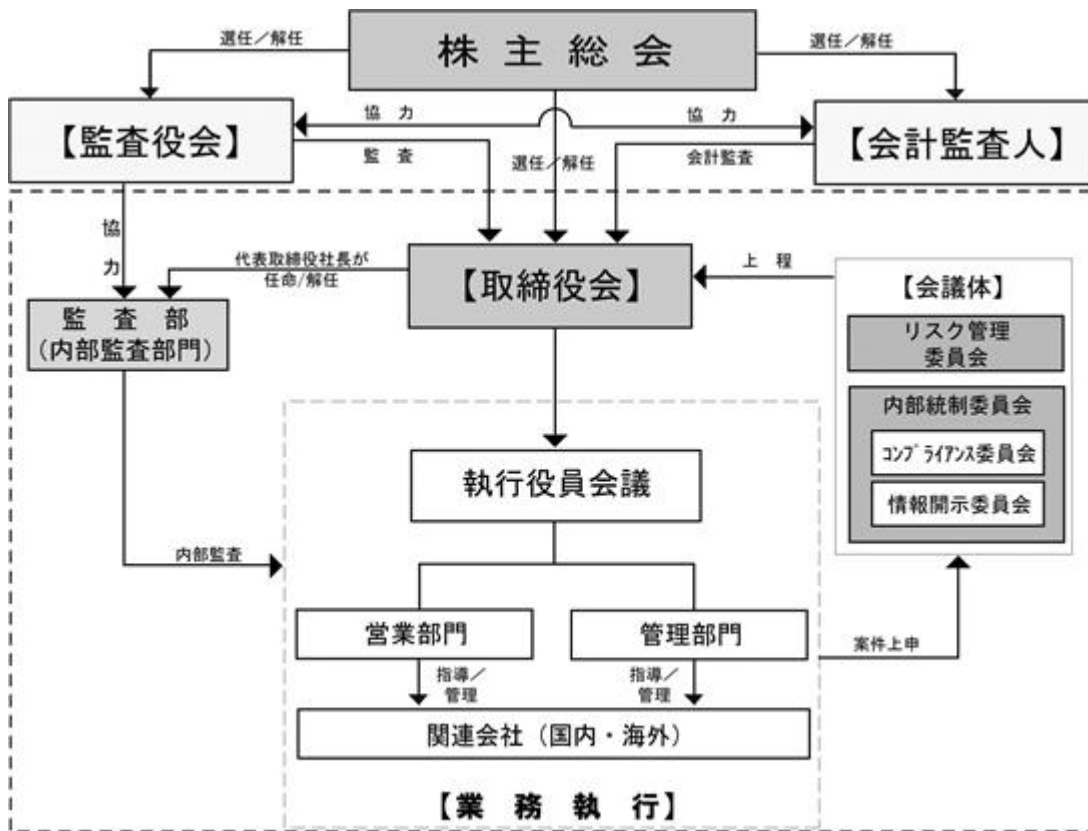 株 主 総 会
選任／解任
選任／解任
【監査役会】
協 力
協 力
【会計監査人】
監 査
選任／解任
会計監査
協
力
代表取締役社長が
任命/解任
【取締役会】
上 程
【会議体】
リスク管理
委員会
内部統制委員会
ｺﾝﾌﾟﾗｲｱﾝｽ委員会
情報開示委員会
監 査 部
（内部監査部門）
執行役員会議
内部監査
営業部門
管理部門
案件上申
指導／
管理
指導／
管理
関連会社（国内・海外）
【業 務 執 行】